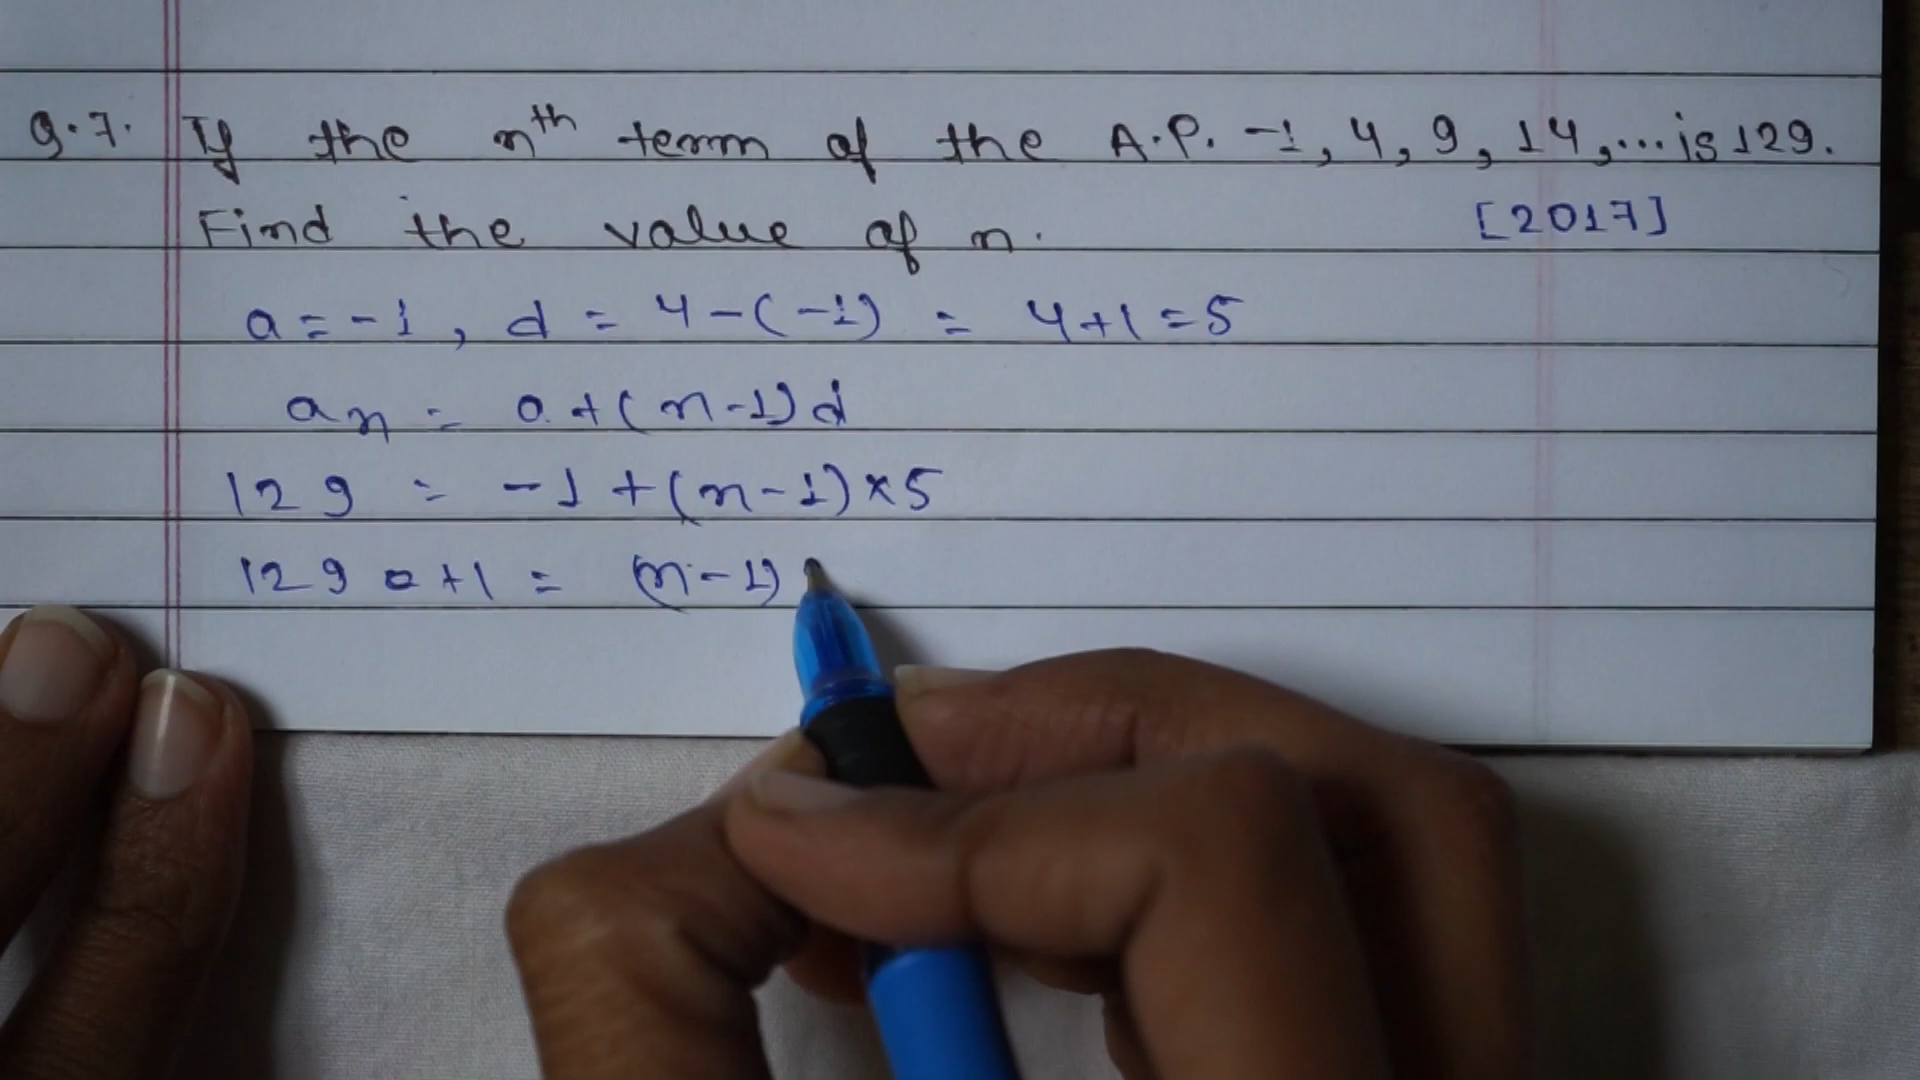 Q.7. If the nth term of the A.P. -1, 4, 9, 14,... is 129.
Find the value of n. [2017]
a = -1, d = 4-(-1) = 4+1=5
an = a+(n-1)d
129 = -1+(n-1)×5
129 +1 = (n-1)